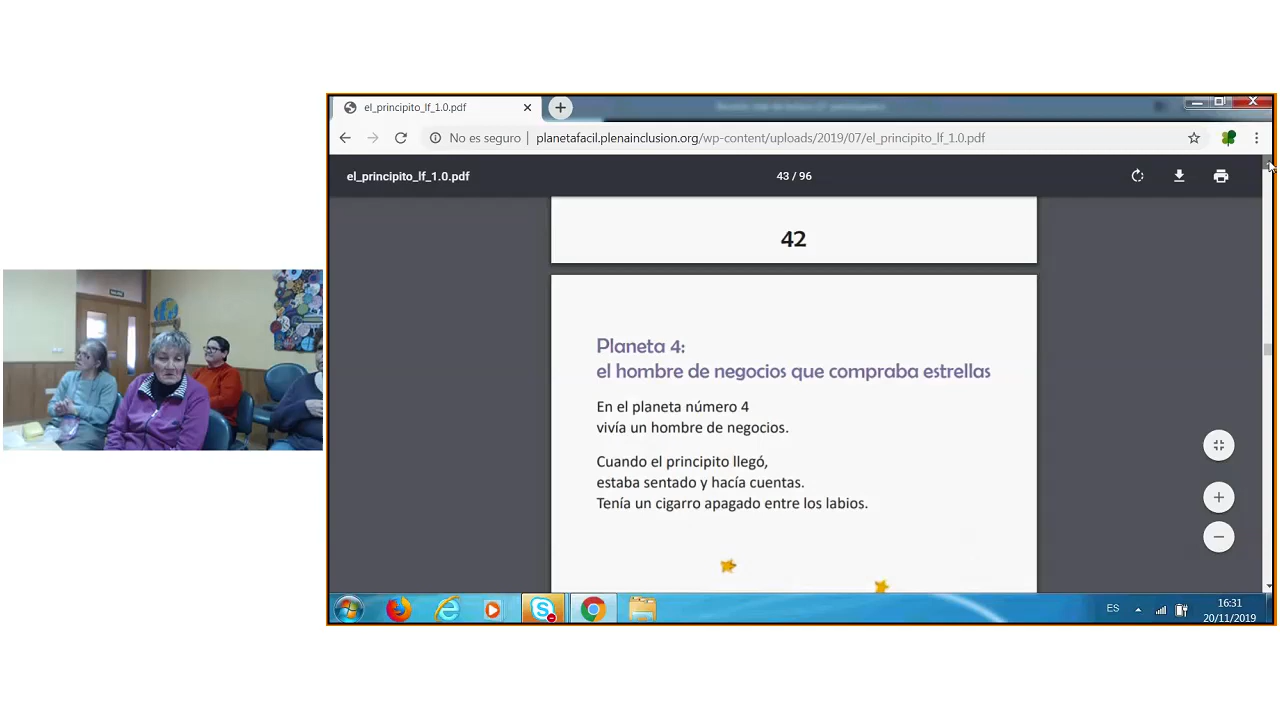 el_principito_lf_1.0.pdf
No es seguro
planetafacil.plenainclusion.org/wp-content/uploads/2019/07/el_principito_lf_1.0.pdf
el_principito_lf_1.0.pdf
43 / 96
42
Planeta 4:
el hombre de negocios que compraba estrellas
En el planeta número 4
vivía un hombre de negocios.
Cuando el principito llegó,
estaba sentado y hacía cuentas.
Tenía un cigarro apagado entre los labios.
ES
16:31
20/11/2019